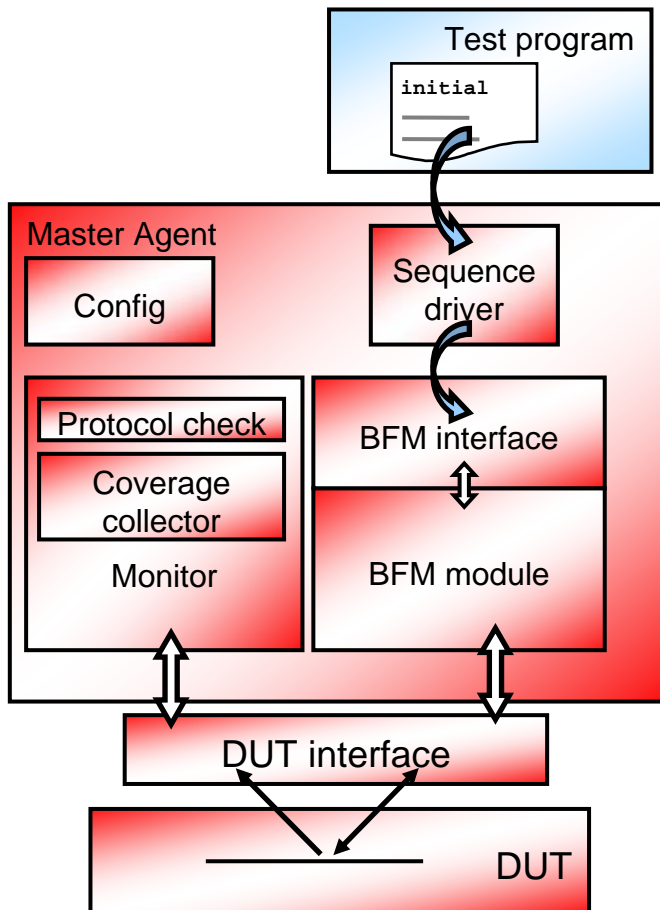 Test program
initial
Master Agent
Config
Sequence
driver
Protocol check
Coverage
collector
Monitor
BFM interface
BFM module
DUT interface
DUT